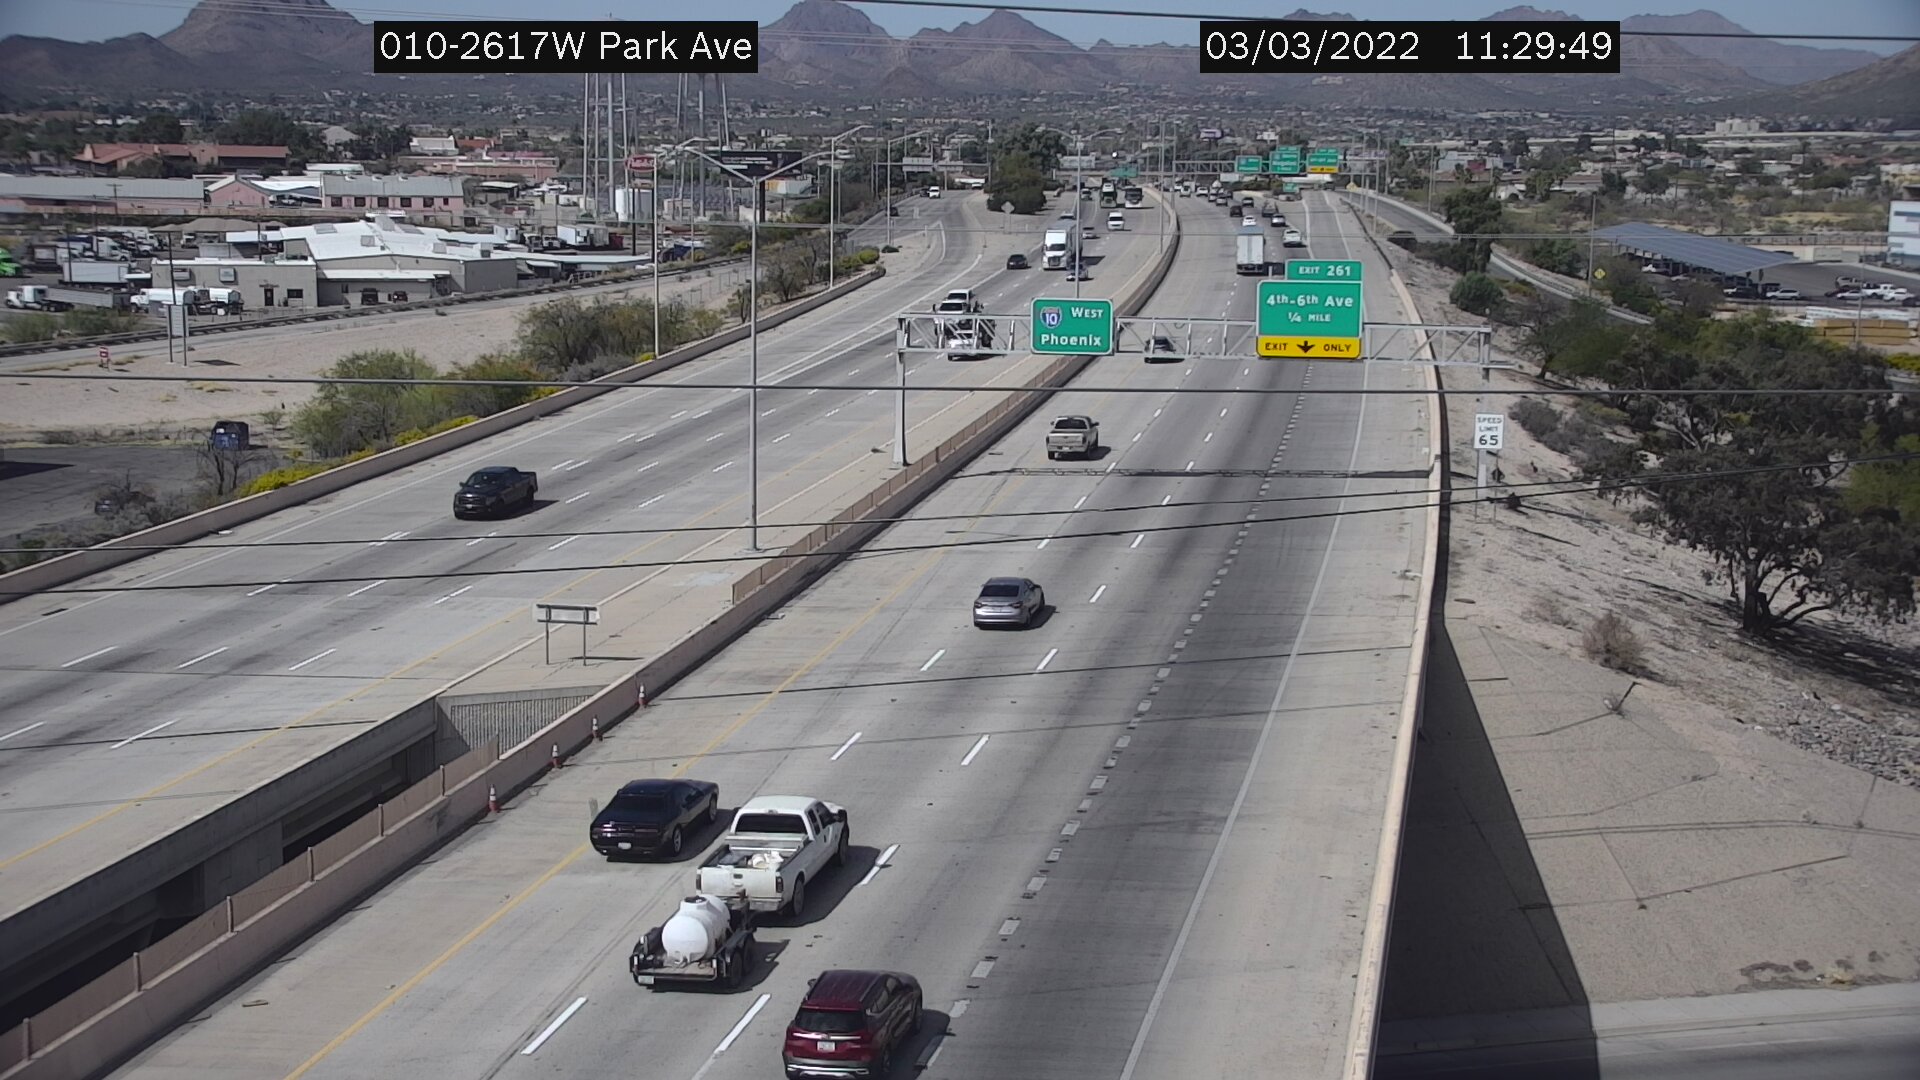 010-2617W Park Ave
03/03/2022 11:29:49
EXIT 261
4th-6th Ave
1/4 MILE
EXIT ONLY
10 WEST
Phoenix
SPEED
LIMIT
65